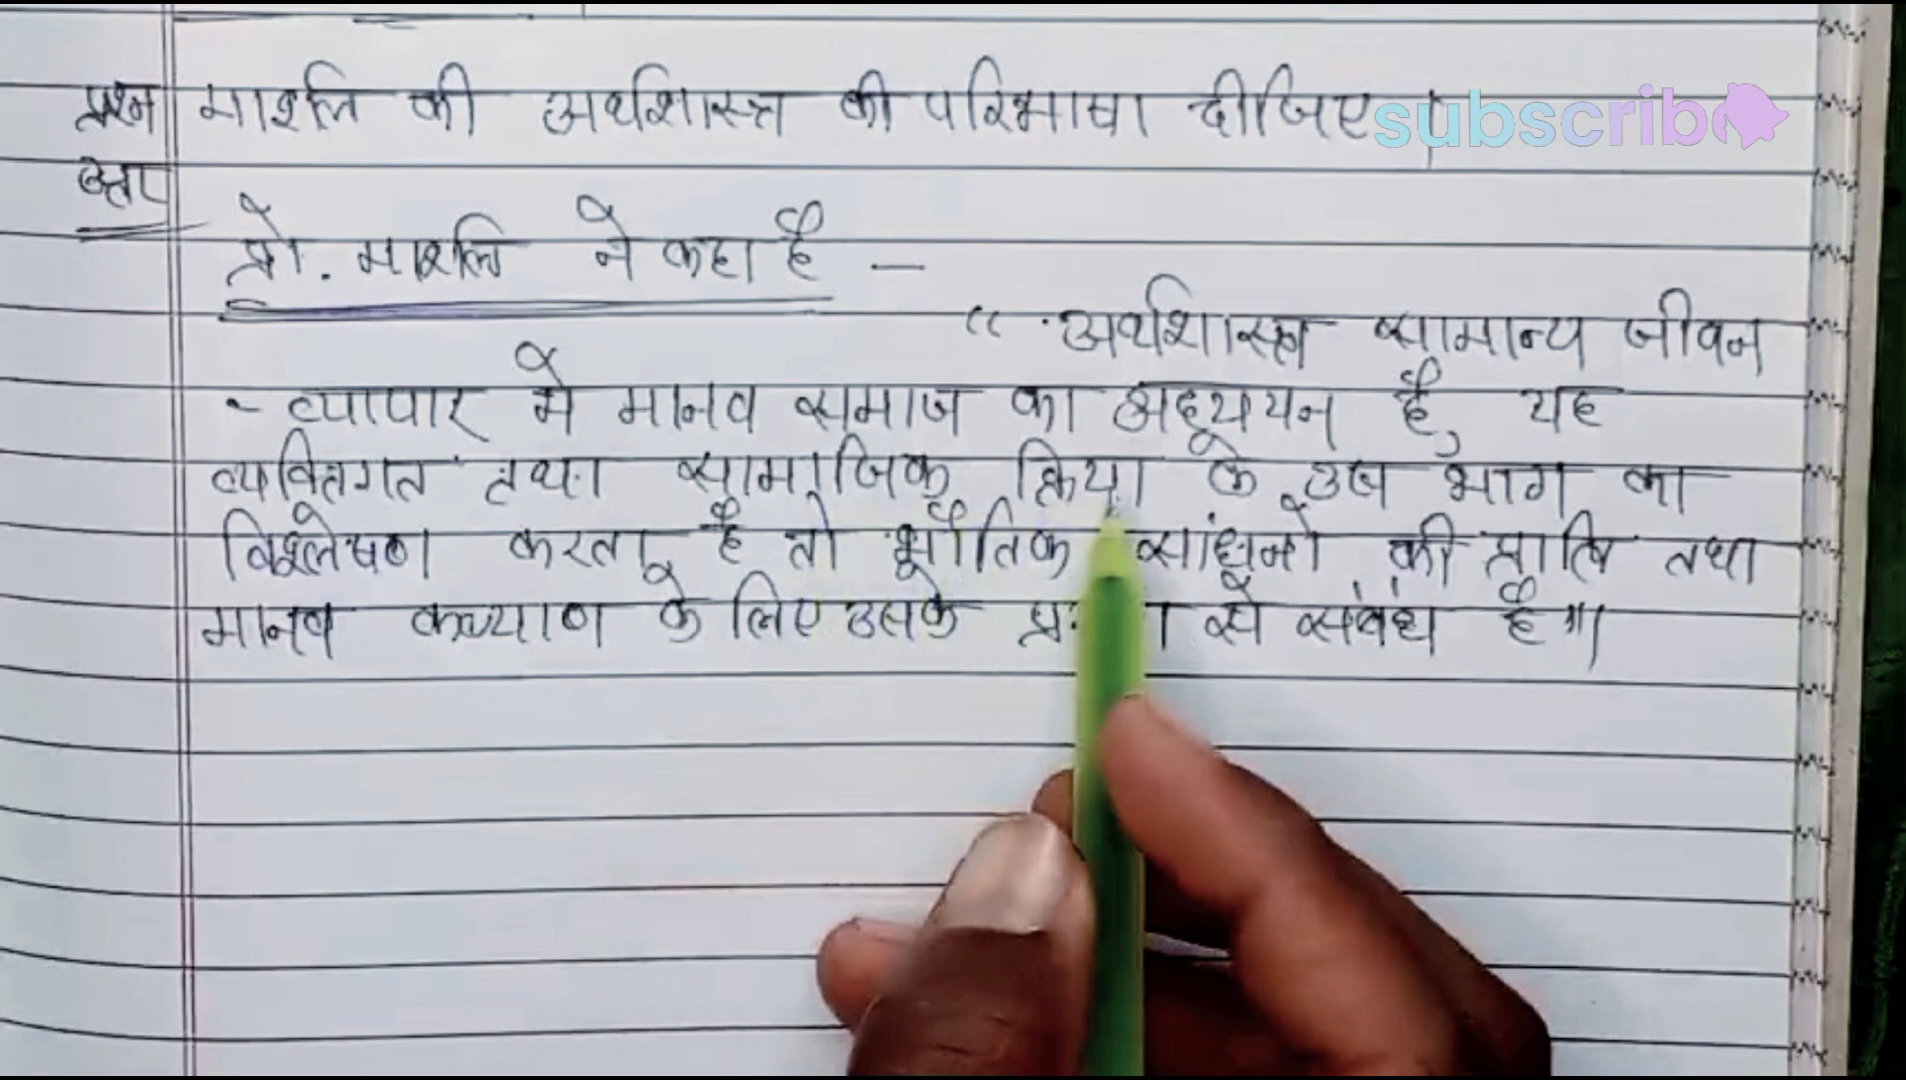 प्रश्न मार्शल की अर्थशास्त्र की परिभाषा दीजिए। subscrib
उत्तर
प्रो. मार्शल ने कहा है –
“ अर्थशास्त्र सामान्य जीवन
- व्यापार में मानव समाज का अध्ययन है, यह
व्यक्तिगत तथा सामाजिक क्रिया के उस भाग का
विश्लेषण करता है तो भौतिक साधनों की प्राप्ति तथा
मानव कल्याण के लिए उसके से संबंध है"।